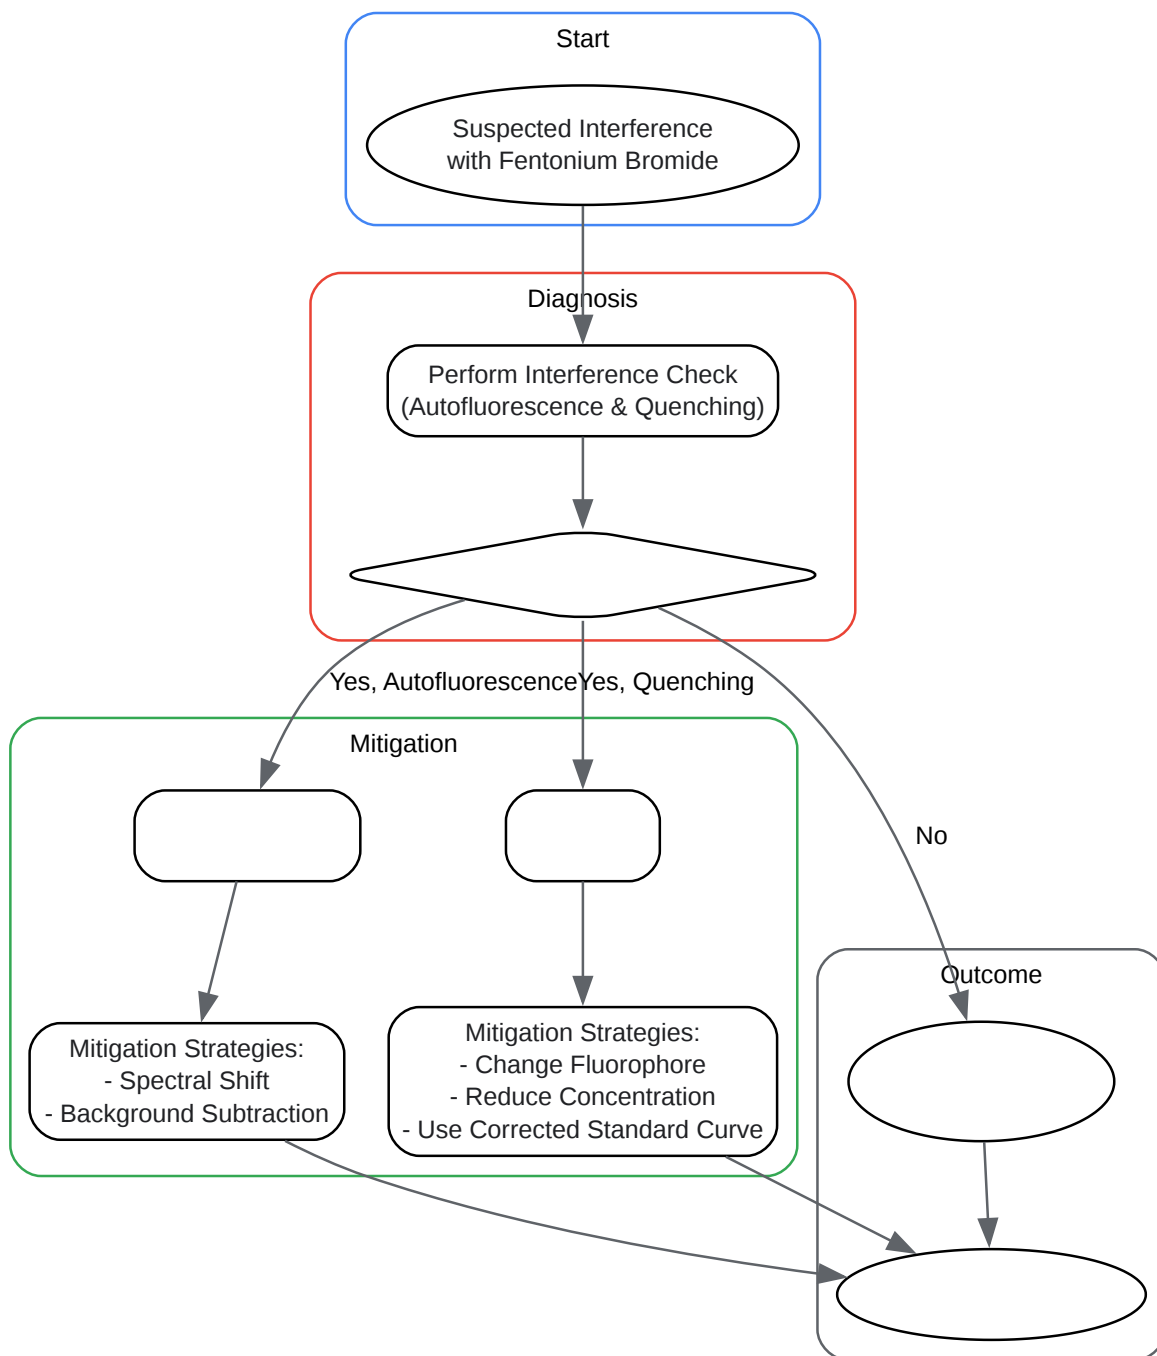 Start
Suspected Interference
with Fentonium Bromide
Diagnosis
Perform Interference Check
(Autofluorescence & Quenching)
Yes, Autofluorescence
Yes, Quenching
Mitigation
No
Outcome
Mitigation Strategies:
- Spectral Shift
- Background Subtraction
Mitigation Strategies:
- Change Fluorophore
- Reduce Concentration
- Use Corrected Standard Curve